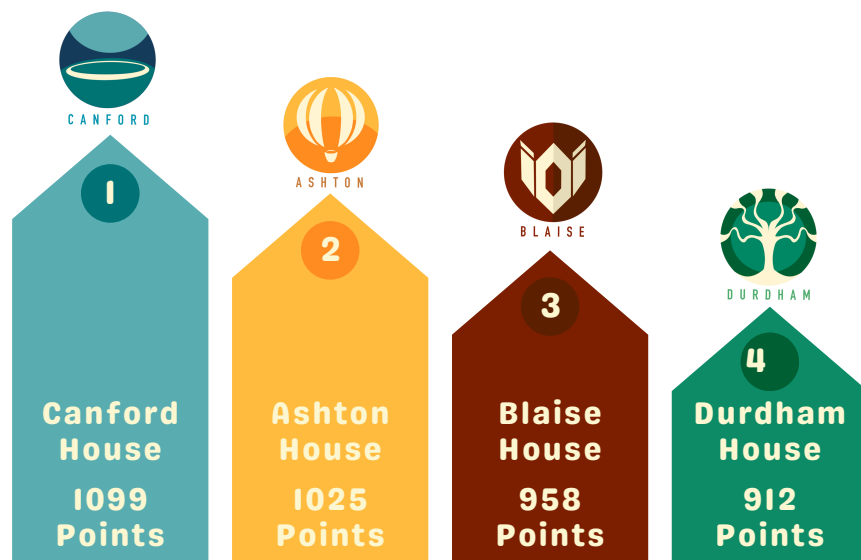 CANFORD
1
Canford
House
1099
Points
ASHTON
2
Ashton
House
1025
Points
BLAISE
3
Blaise
House
958
Points
DURDHAM
4
Durdham
House
912
Points